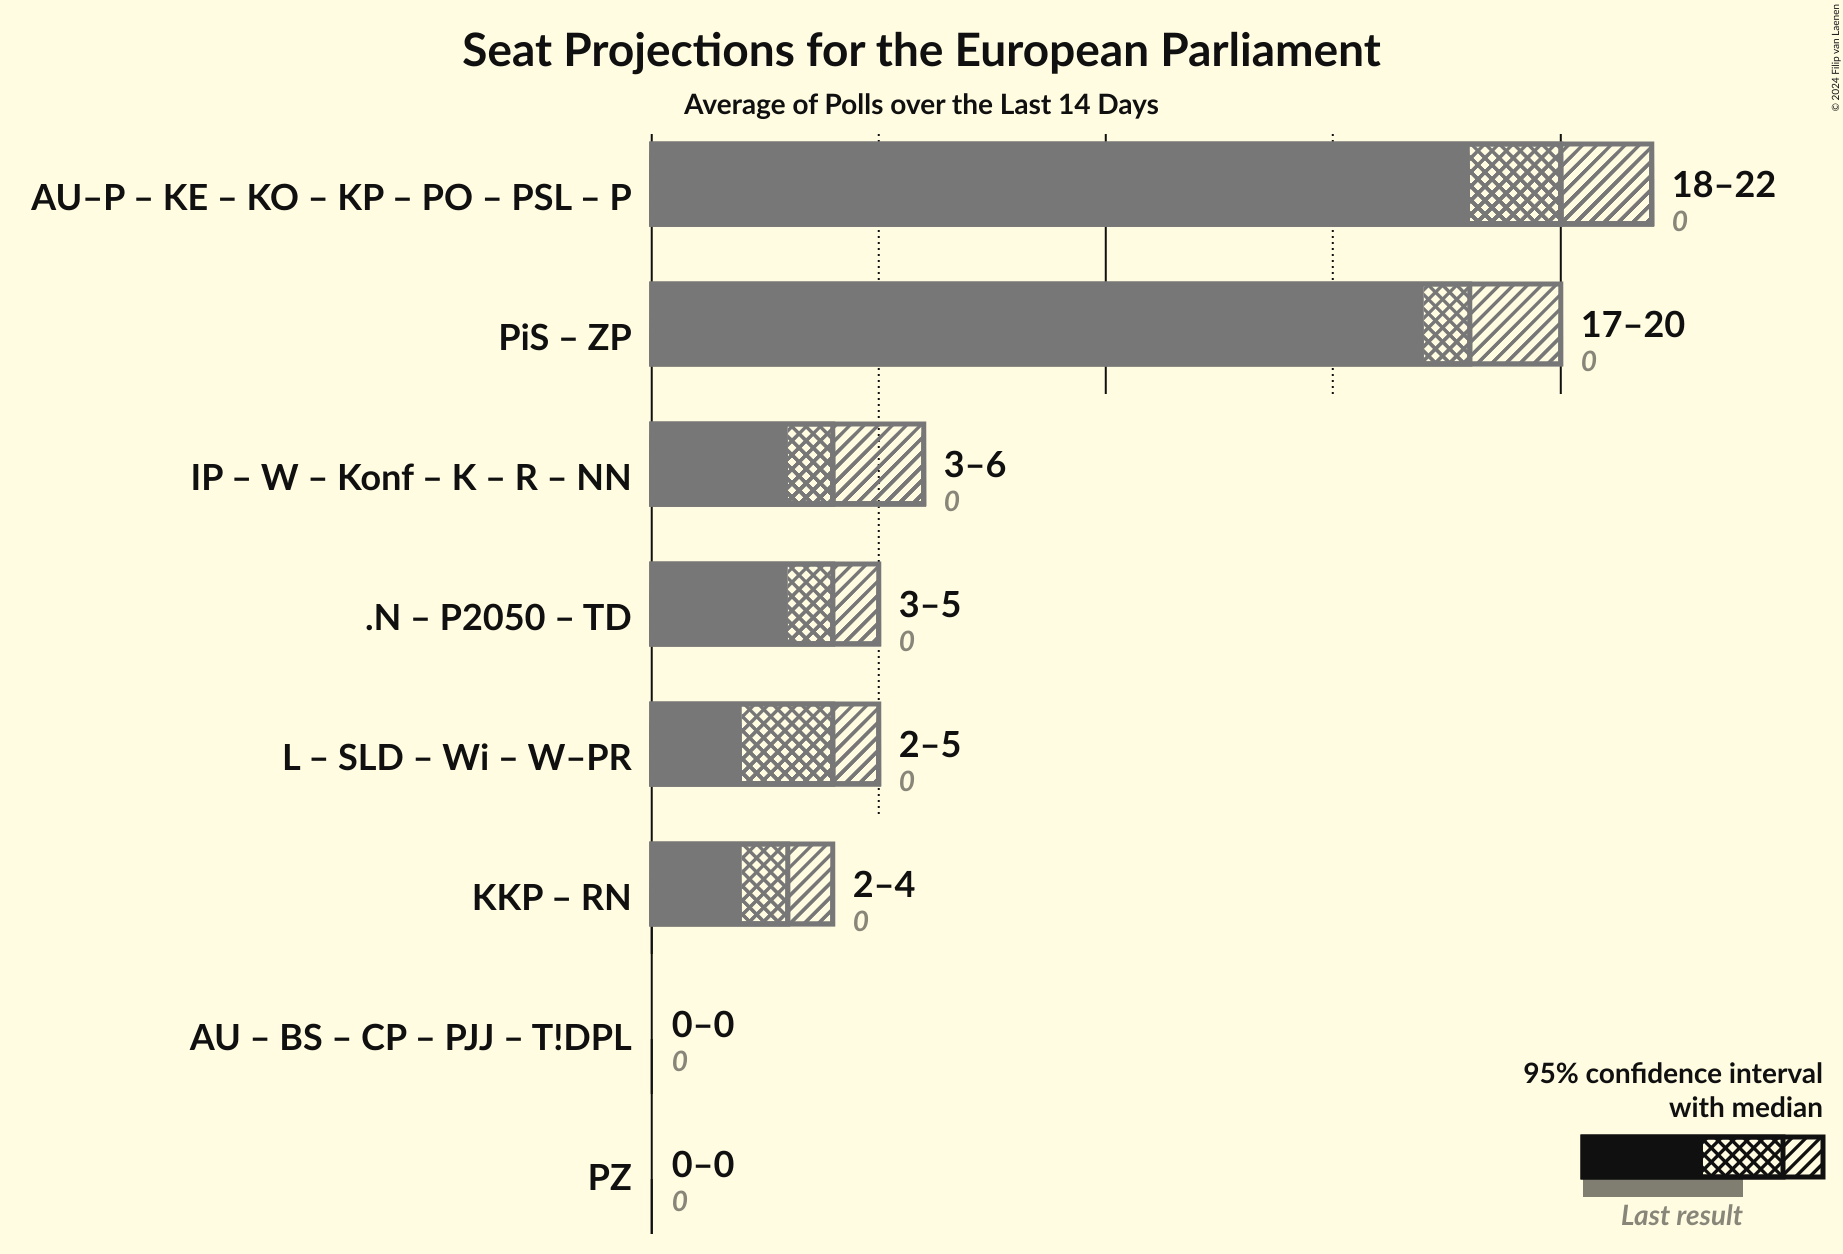 Seat Projections for the European Parliament
Average of Polls over the Last 14 Days
© 2024 Filip van Laenen
AU–P – KE – KO – KP – PO – PSL – P
18–22
0
PiS – ZP
17–20
0
IP – W – Konf – K – R – NN
3–6
0
.N – P2050 – TD
3–5
0
L – SLD – Wi – W–PR
2–5
0
KKP – RN
2–4
0
AU – BS – CP – PJJ – T!DPL
0–0
0
PZ
0–0
0
95% confidence interval
with median
Last result